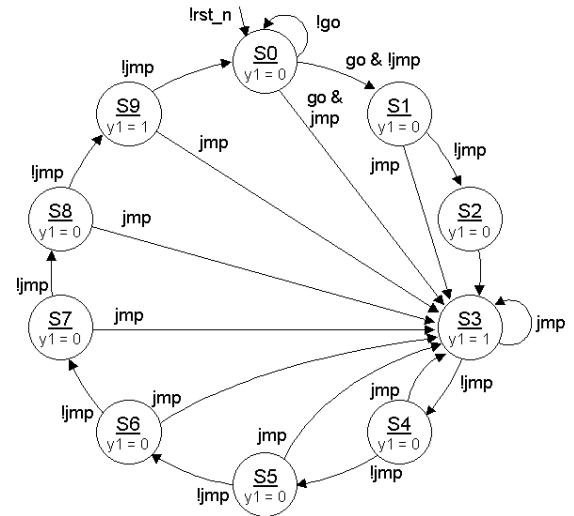 !rst_n
!go
S0
y1 = 0
go & !jmp
!jmp
S9
y1 = 1
go &
jmp
S1
y1 = 0
jmp
jmp
!jmp
!jmp
S8
y1 = 0
jmp
S2
y1 = 0
!jmp
S7
y1 = 0
jmp
S3
y1 = 1
jmp
!jmp
S6
y1 = 0
jmp
jmp
!jmp
S4
y1 = 0
jmp
!jmp
S5
y1 = 0
!jmp